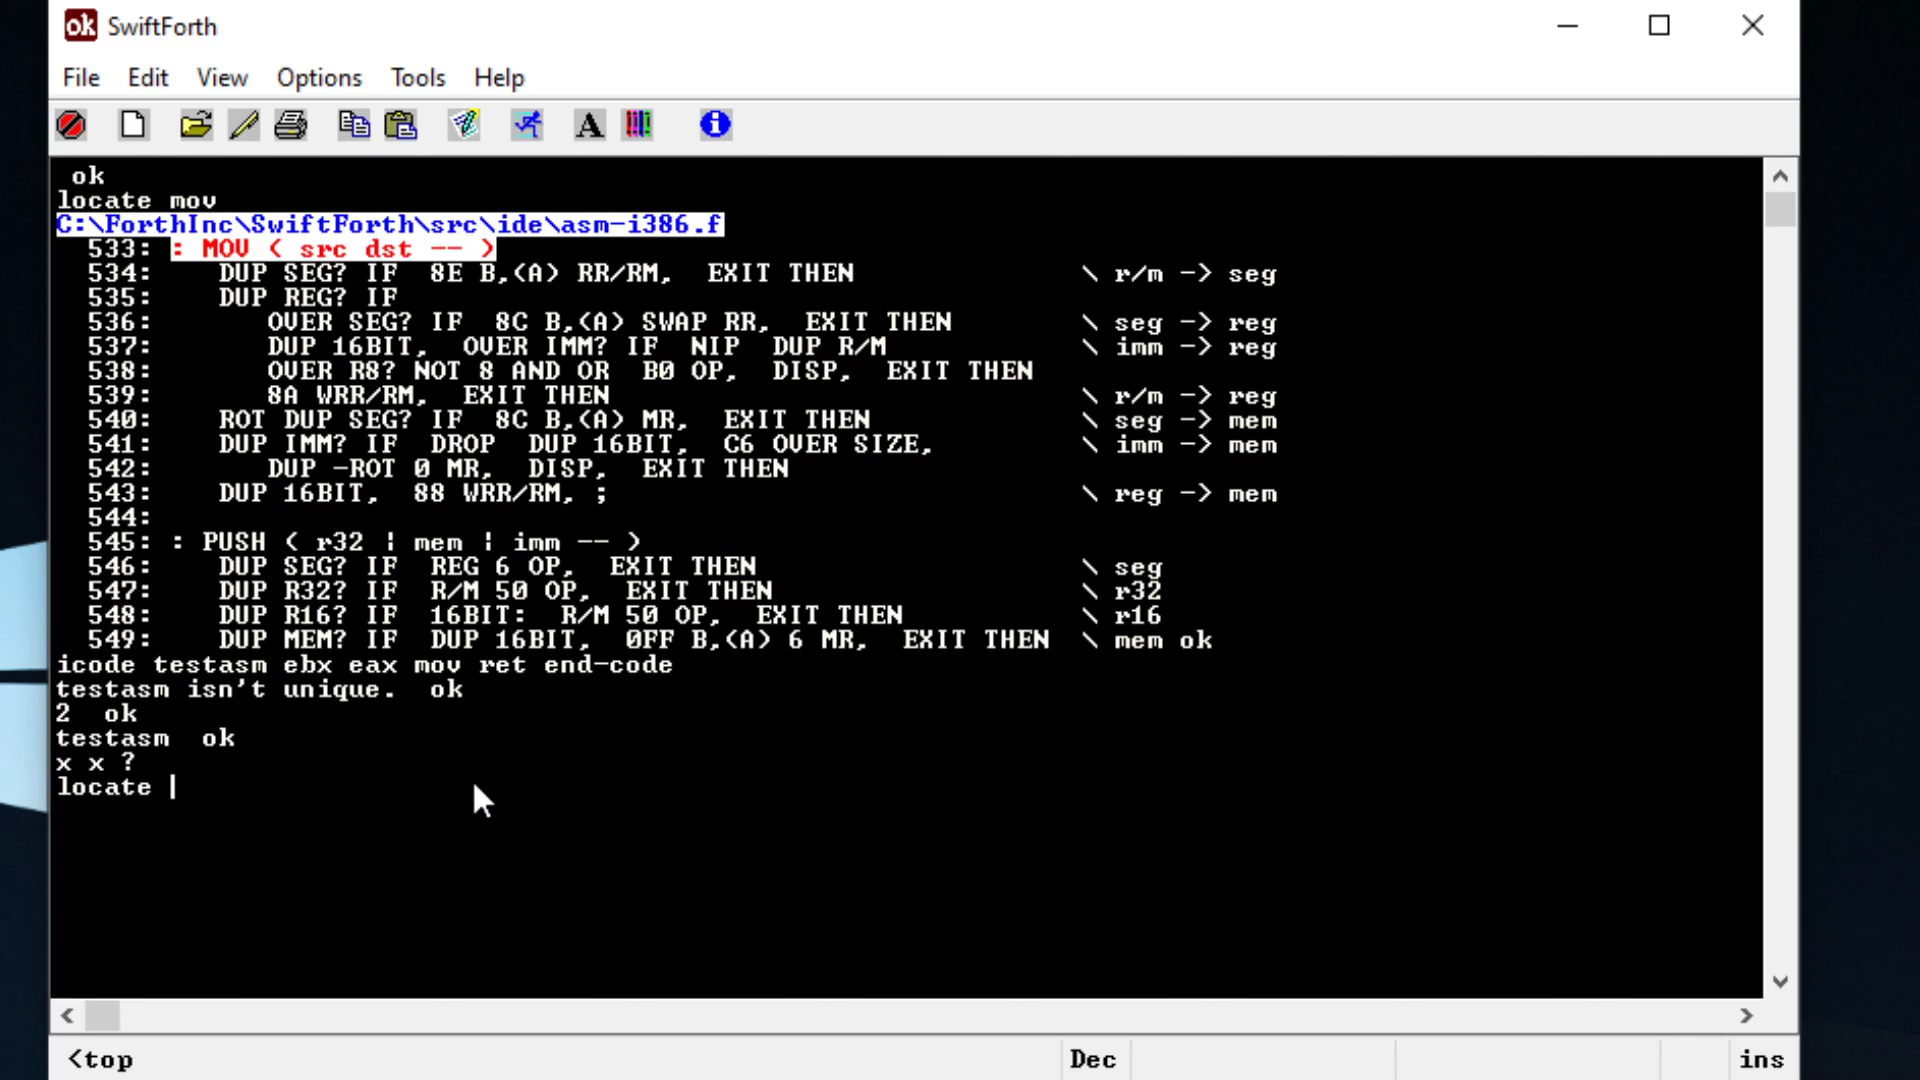 ok SwiftForth
File Edit View Options Tools Help
ok
locate mov
C:\ForthInc\SwiftForth\src\ide\asm-i386.f
533: : MOV ( src dst -- )
534: DUP SEG? IF 8E B,(A) RR/RM, EXIT THEN \ r/m -> seg
535: DUP REG? IF
536: OVER SEG? IF 8C B,(A) SWAP RR, EXIT THEN \ seg -> reg
537: DUP 16BIT, OVER IMM? IF NIP DUP R/M \ imm -> reg
538: OVER R8? NOT 8 AND OR B0 OP, DISP, EXIT THEN
539: 8A WRR/RM, EXIT THEN \ r/m -> reg
540: ROT DUP SEG? IF 8C B,(A) MR, EXIT THEN \ seg -> mem
541: DUP IMM? IF DROP DUP 16BIT, C6 OVER SIZE, \ imm -> mem
542: DUP -ROT 0 MR, DISP, EXIT THEN
543: DUP 16BIT, 88 WRR/RM, ; \ reg -> mem
544:
545: : PUSH ( r32 | mem | imm -- )
546: DUP SEG? IF REG 6 OP, EXIT THEN \ seg
547: DUP R32? IF R/M 50 OP, EXIT THEN \ r32
548: DUP R16? IF 16BIT: R/M 50 OP, EXIT THEN \ r16
549: DUP MEM? IF DUP 16BIT, 0FF B,(A) 6 MR, EXIT THEN \ mem ok
icode testasm ebx eax mov ret end-code
testasm isn't unique. ok
2 ok
testasm ok
x x ?
locate
<top Dec ins